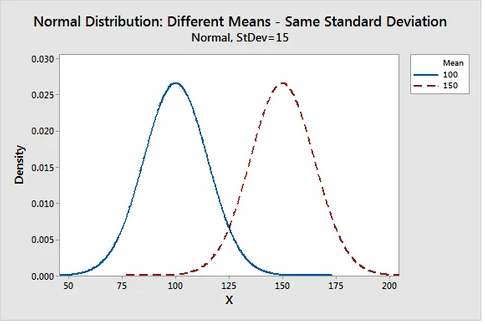 Normal Distribution: Different Means - Same Standard Deviation
Normal, StDev=15
Mean
100
150
Density
0.030
0.025
0.020
0.015
0.010
0.005
0.000
50 75 100 125 150 175 200
X